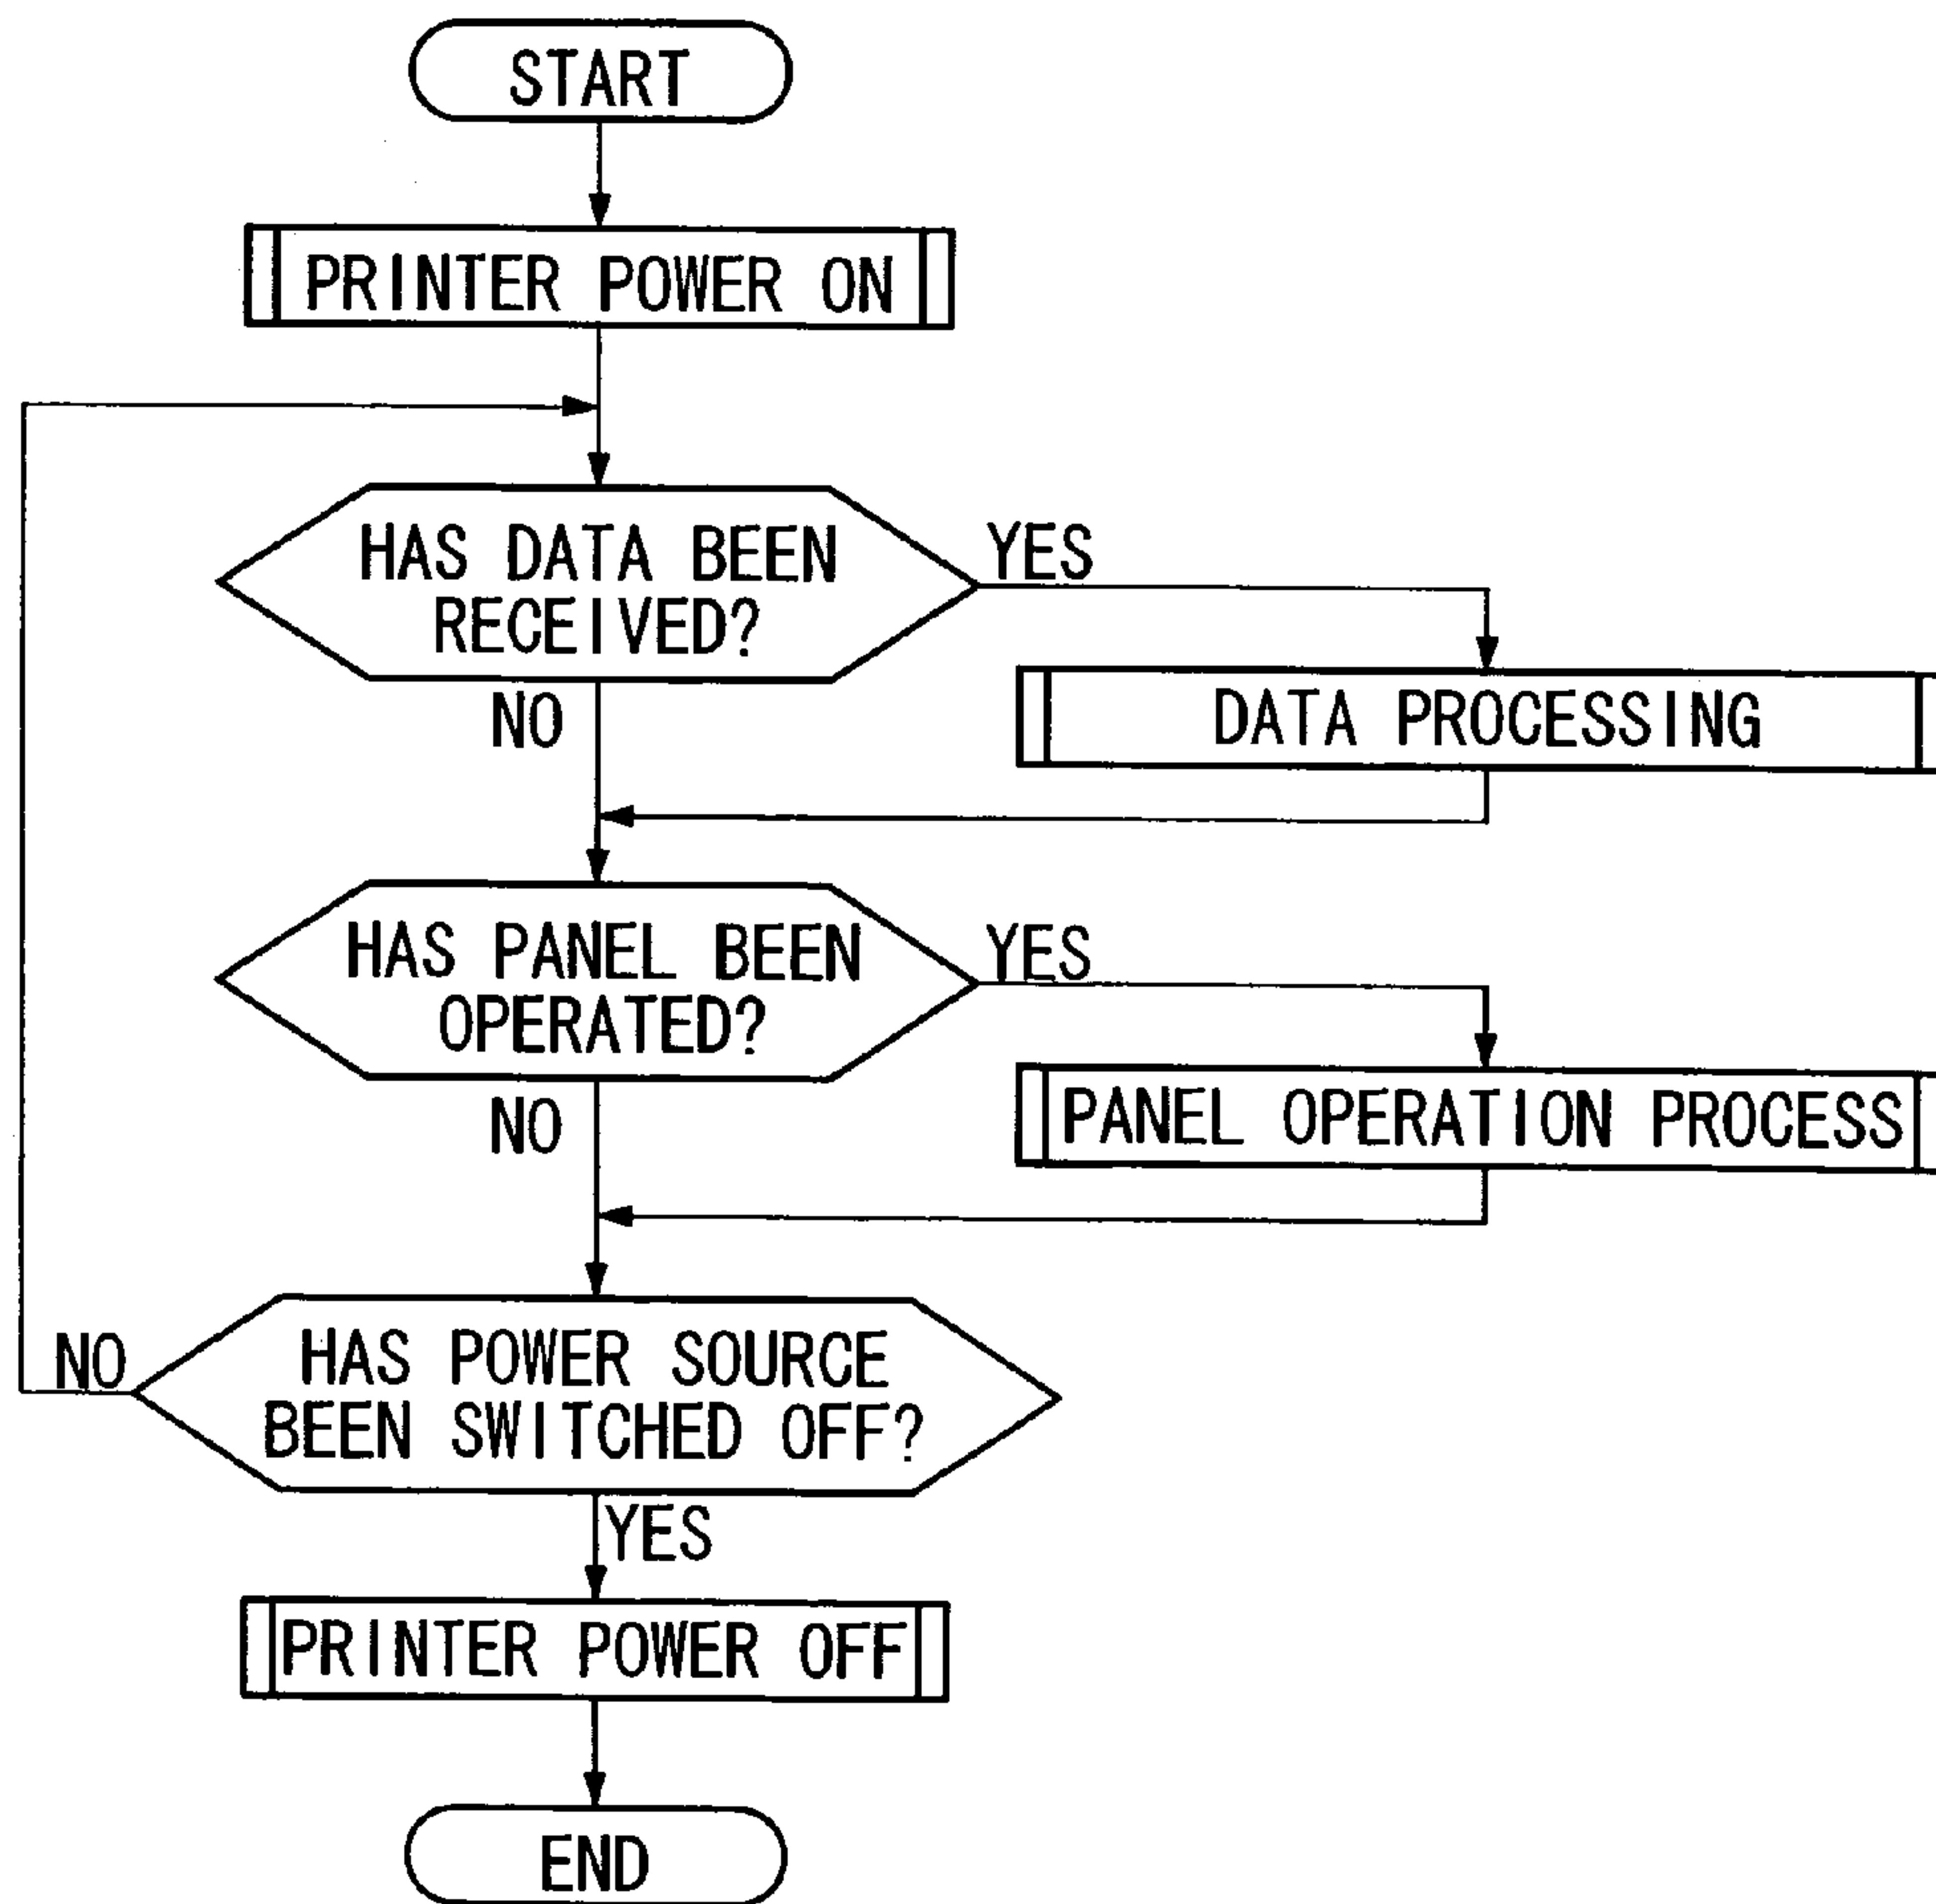 START
PRINTER POWER ON
HAS DATA BEEN
RECEIVED?
YES
NO
DATA PROCESSING
HAS PANEL BEEN
OPERATED?
YES
NO
PANEL OPERATION PROCESS
HAS POWER SOURCE
BEEN SWITCHED OFF?
NO
YES
PRINTER POWER OFF
END